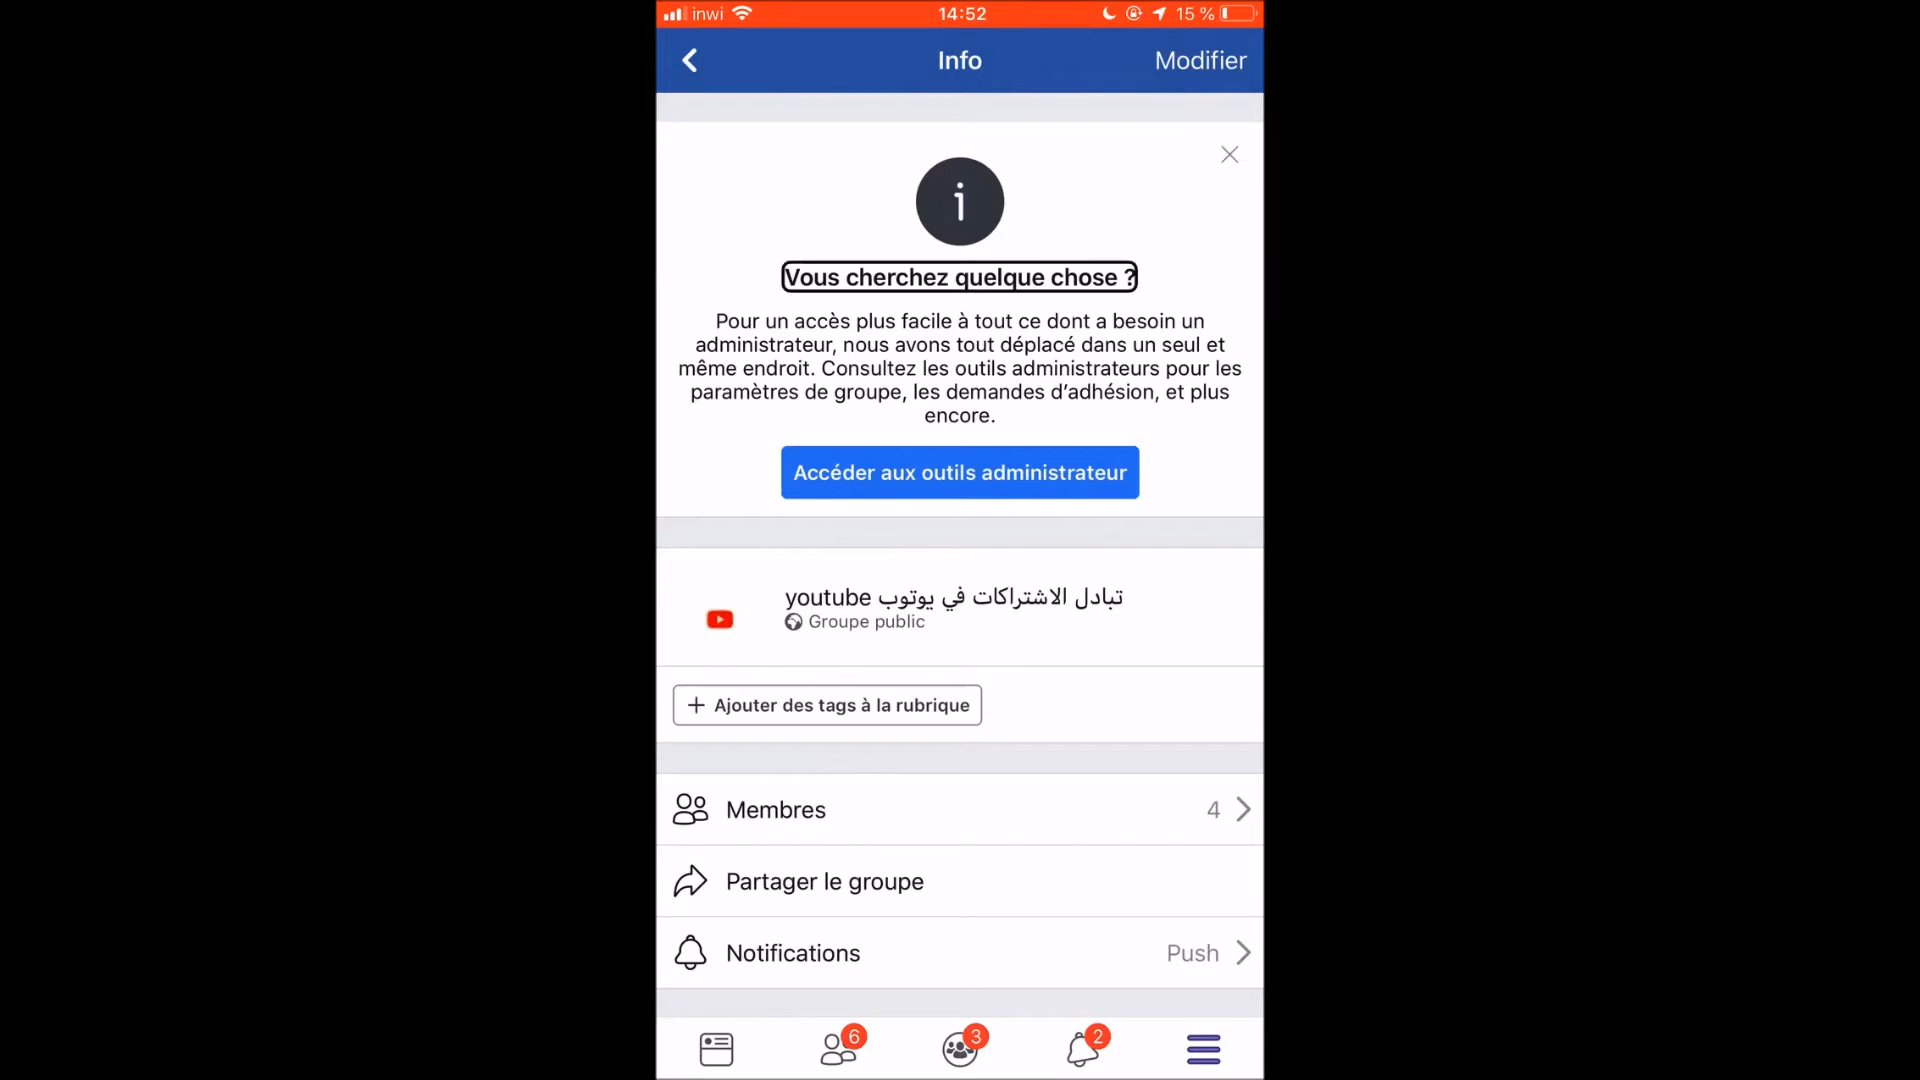 inwi 14:52 15 %
Info Modifier
i
Vous cherchez quelque chose ?
Pour un accès plus facile à tout ce dont a besoin un
administrateur, nous avons tout déplacé dans un seul et
même endroit. Consultez les outils administrateurs pour les
paramètres de groupe, les demandes d’adhésion, et plus
encore.
Accéder aux outils administrateur
تبادل الاشتراكات في يوتوب youtube
Groupe public
+ Ajouter des tags à la rubrique
Membres 4
Partager le groupe
Notifications Push
6 3 2